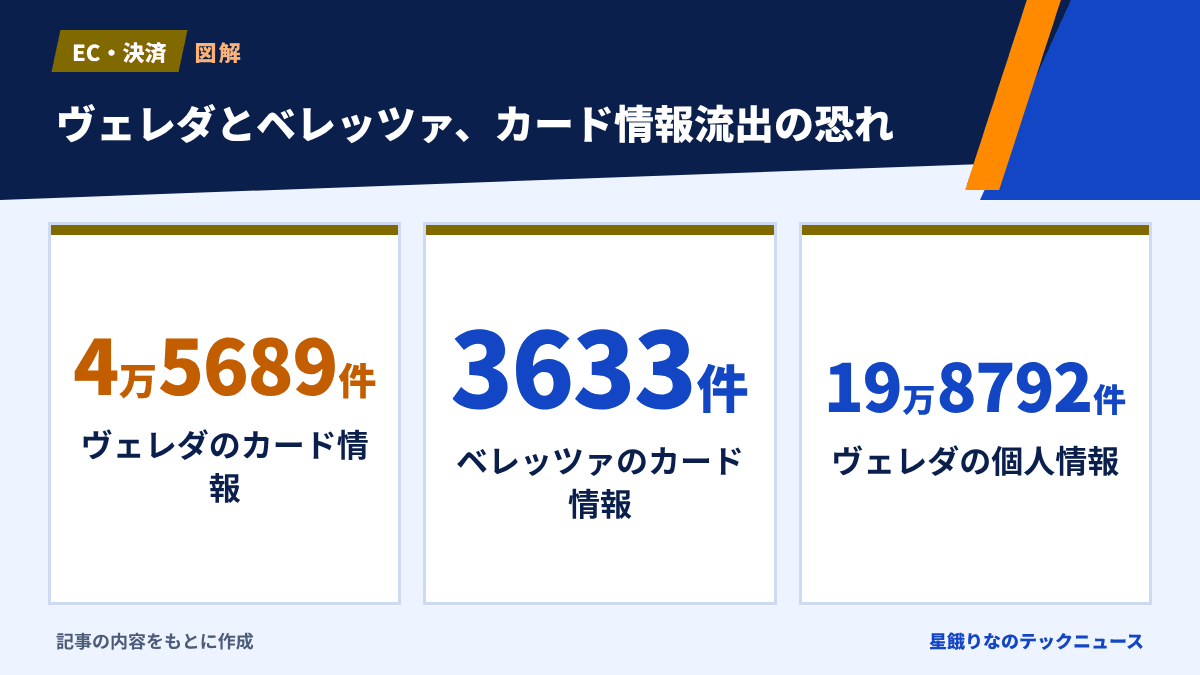 EC・決済 図解
ヴェレダとベレッツァ、カード情報流出の恐れ
4万5689件
ヴェレダのカード情
報
3633件
ベレッツァのカード
情報
19万8792件
ヴェレダの個人情報
記事の内容をもとに作成
星餓りなのテックニュース